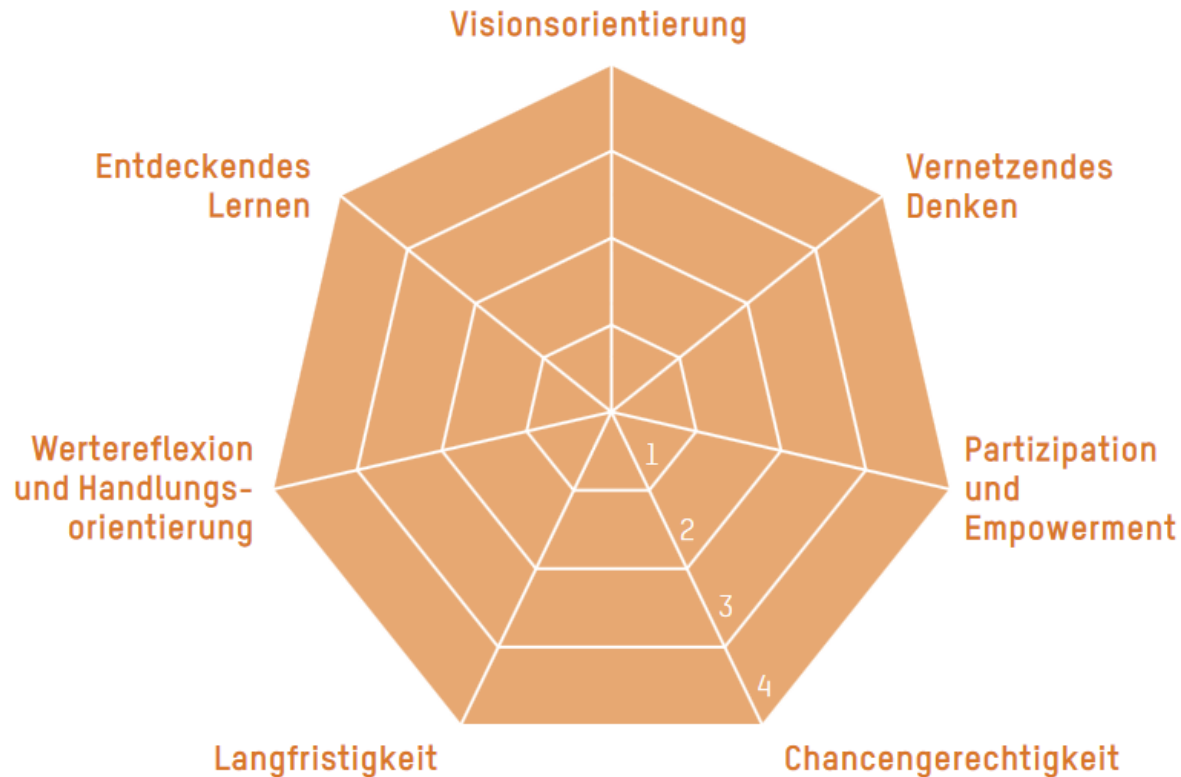 Visionsorientierung
Entdeckendes
Lernen
Vernetzendes
Denken
Wertereflexion
und Handlungs-
orientierung
Partizipation
und
Empowerment
1
2
3
4
Langfristigkeit
Chancengerechtigkeit